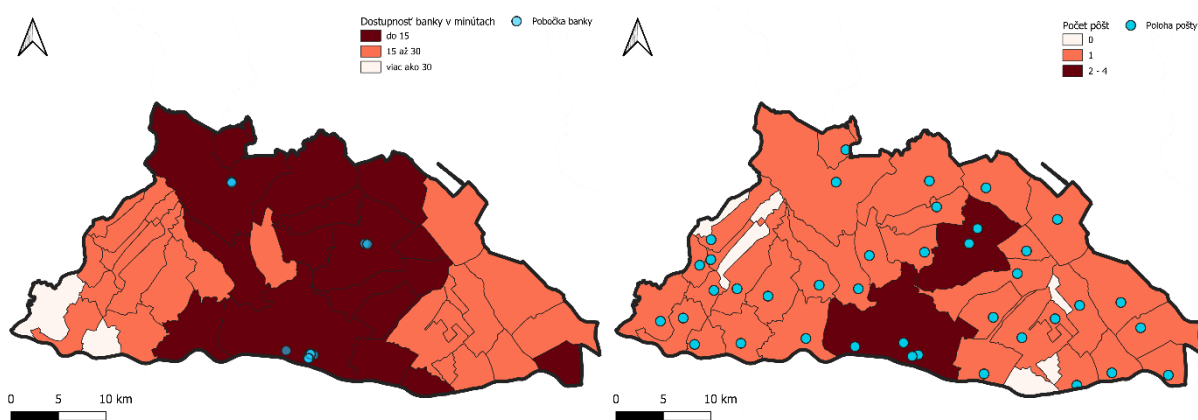 Dostupnosť banky v minútach
Pobočka banky
do 15
15 až 30
viac ako 30
0 5 10 km
Počet pôšt
Poloha pošty
0
1
2 - 4
0 5 10 km